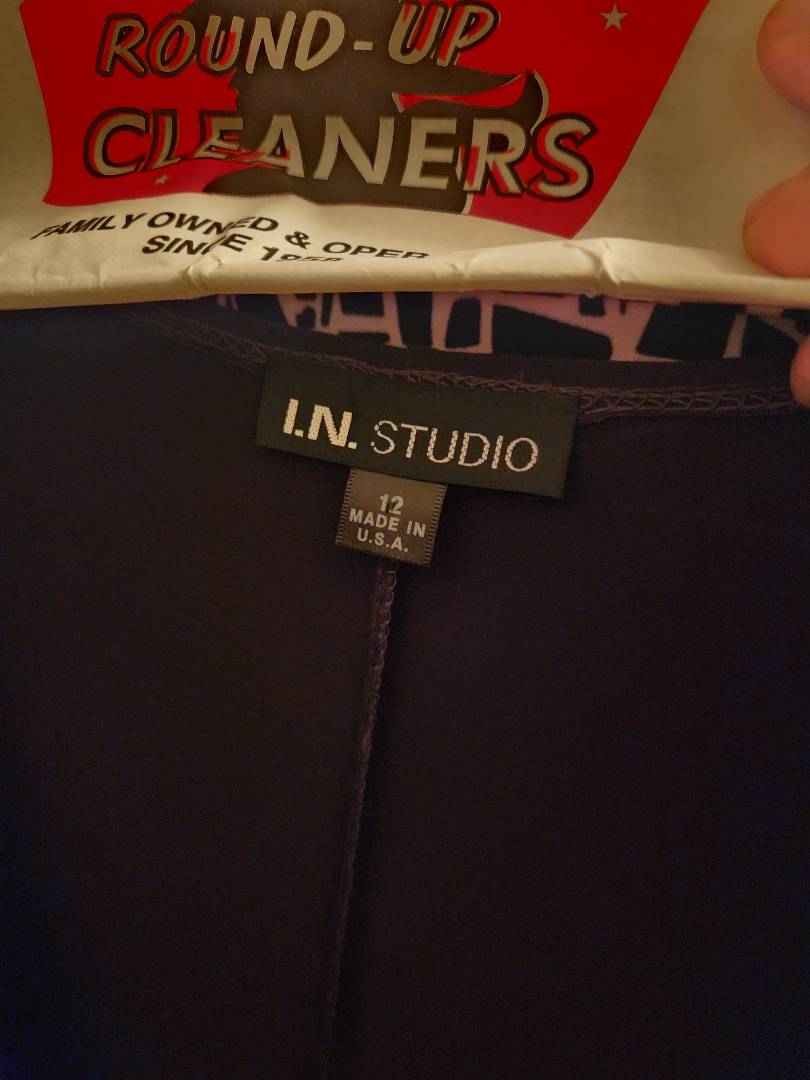 ROUND-UP
CLEANERS
FAMILY OWNED & OPER
SINCE
I.N. STUDIO
12
MADE IN
U.S.A.